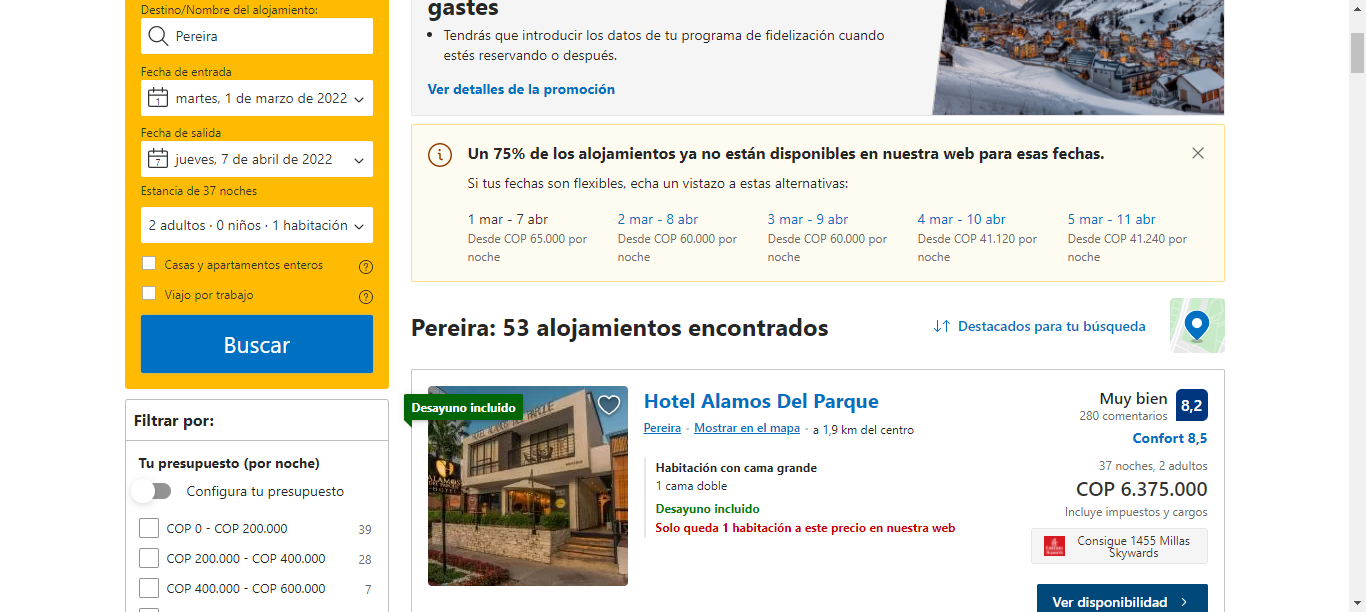 Destino/Nombre del alojamiento:
Pereira
Fecha de entrada
1
martes, 1 de marzo de 2022
Fecha de salida
7
jueves, 7 de abril de 2022
Estancia de 37 noches
2 adultos · 0 niños · 1 habitación
Casas y apartamentos enteros
?
Viajo por trabajo
?
Buscar
Filtrar por:
Tu presupuesto (por noche)
Configura tu presupuesto
COP 0 - COP 200.000 39
COP 200.000 - COP 400.000 28
COP 400.000 - COP 600.000 7
gastes
• Tendrás que introducir los datos de tu programa de fidelización cuando
estés reservando o después.
Ver detalles de la promoción
Un 75% de los alojamientos ya no están disponibles en nuestra web para esas fechas.
Si tus fechas son flexibles, echa un vistazo a estas alternativas:
1 mar - 7 abr
Desde COP 65.000 por
noche
2 mar - 8 abr
Desde COP 60.000 por
noche
3 mar - 9 abr
Desde COP 60.000 por
noche
4 mar - 10 abr
Desde COP 41.120 por
noche
5 mar - 11 abr
Desde COP 41.240 por
noche
Pereira: 53 alojamientos encontrados
Destacados para tu búsqueda
Desayuno incluido
HOTEL ALAMOS DEL PARQUE
ALAMOS
HOTEL
Hotel Alamos Del Parque
Pereira · Mostrar en el mapa · a 1,9 km del centro
Habitación con cama grande
1 cama doble
Desayuno incluido
Solo queda 1 habitación a este precio en nuestra web
Muy bien 8,2
280 comentarios
Confort 8,5
37 noches, 2 adultos
COP 6.375.000
Incluye impuestos y cargos
Consigue 1455 Millas
Skywards
Ver disponibilidad